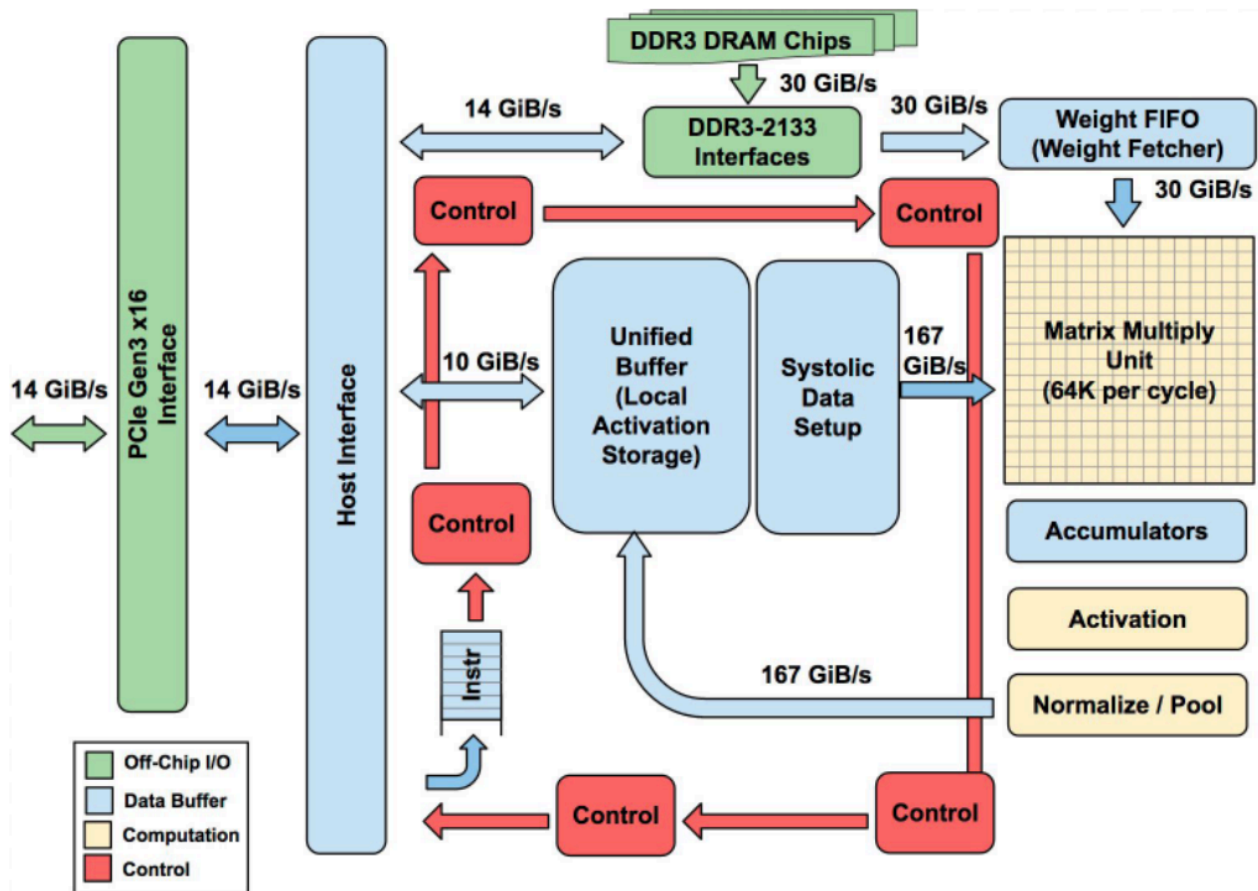 DDR3 DRAM Chips
30 GiB/s
14 GiB/s
DDR3-2133
Interfaces
30 GiB/s
Weight FIFO
(Weight Fetcher)
30 GiB/s
Control
Control
PCIe Gen3 x16
Interface
14 GiB/s
14 GiB/s
Host Interface
10 GiB/s
Unified
Buffer
(Local
Activation
Storage)
Systolic
Data
Setup
167
GiB/s
Matrix Multiply
Unit
(64K per cycle)
Control
Accumulators
Activation
Instr
167 GiB/s
Normalize / Pool
Off-Chip I/O
Data Buffer
Computation
Control
Control
Control